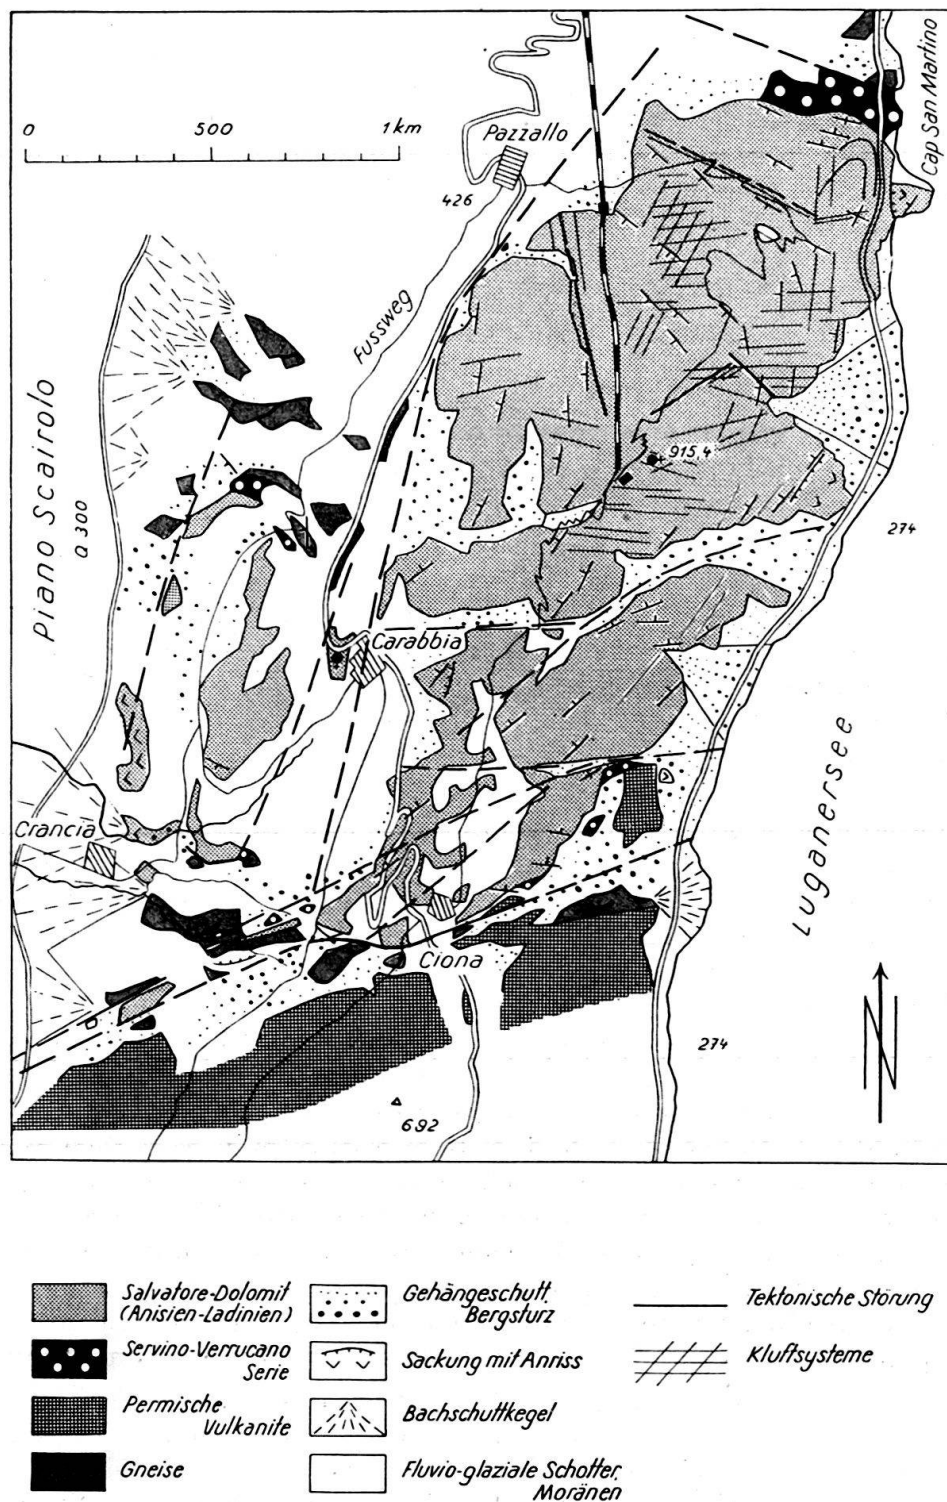 0 500 1 km
Pazzallo
426
Cap San Martino
Fussweg
Piano Scairolo
Q 300
915,4
274
Carabbia
Luganersee
Ciona
274
692
N
Salvatore-Dolomit
(Anisien-Ladinien)
Servino-Verrucano
Serie
Permische
Vulkanite
Gneise
Gehängeschutt,
Bergsturz
Sackung mit Anriss
Bachschuttkegel
Fluvio-glaziale Schotter,
Moränen
Tektonische Störung
Kluftsysteme